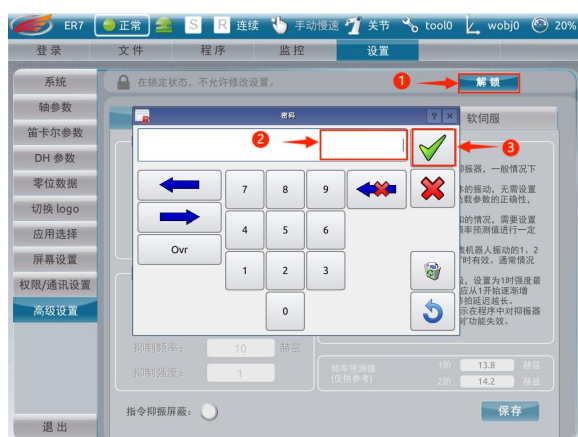 ER7 正常 S R 连续 手动慢速 关节 tool0 wobj0 20%
登录 文件 程序 监控 设置
系统
在锁定状态，不允许修改设置。
1
解锁
轴参数
密码
? ×
软伺服
笛卡尔参数
2
3
DH 参数
振器，一般情况下
零位数据
7 8 9
的振动，无需设置
载参数的正确性，
切换 logo
的情况，需要设置
率预测值进行一定
应用选择
4 5 6
Ovr
机器人振动的1、2
时有效。通常情况
屏幕设置
1 2 3
权限/通讯设置
设置为1时强度最
应从1开始逐渐增
拍延迟越长。
高级设置
0
示在程序中对抑振器
功能失效。
抑制频率： 10 赫兹
抑制强度： 1
频率预测值
(仅供参考)
1阶 13.8 赫兹
2阶 14.2 赫兹
指令抑振屏蔽：
保存
退出